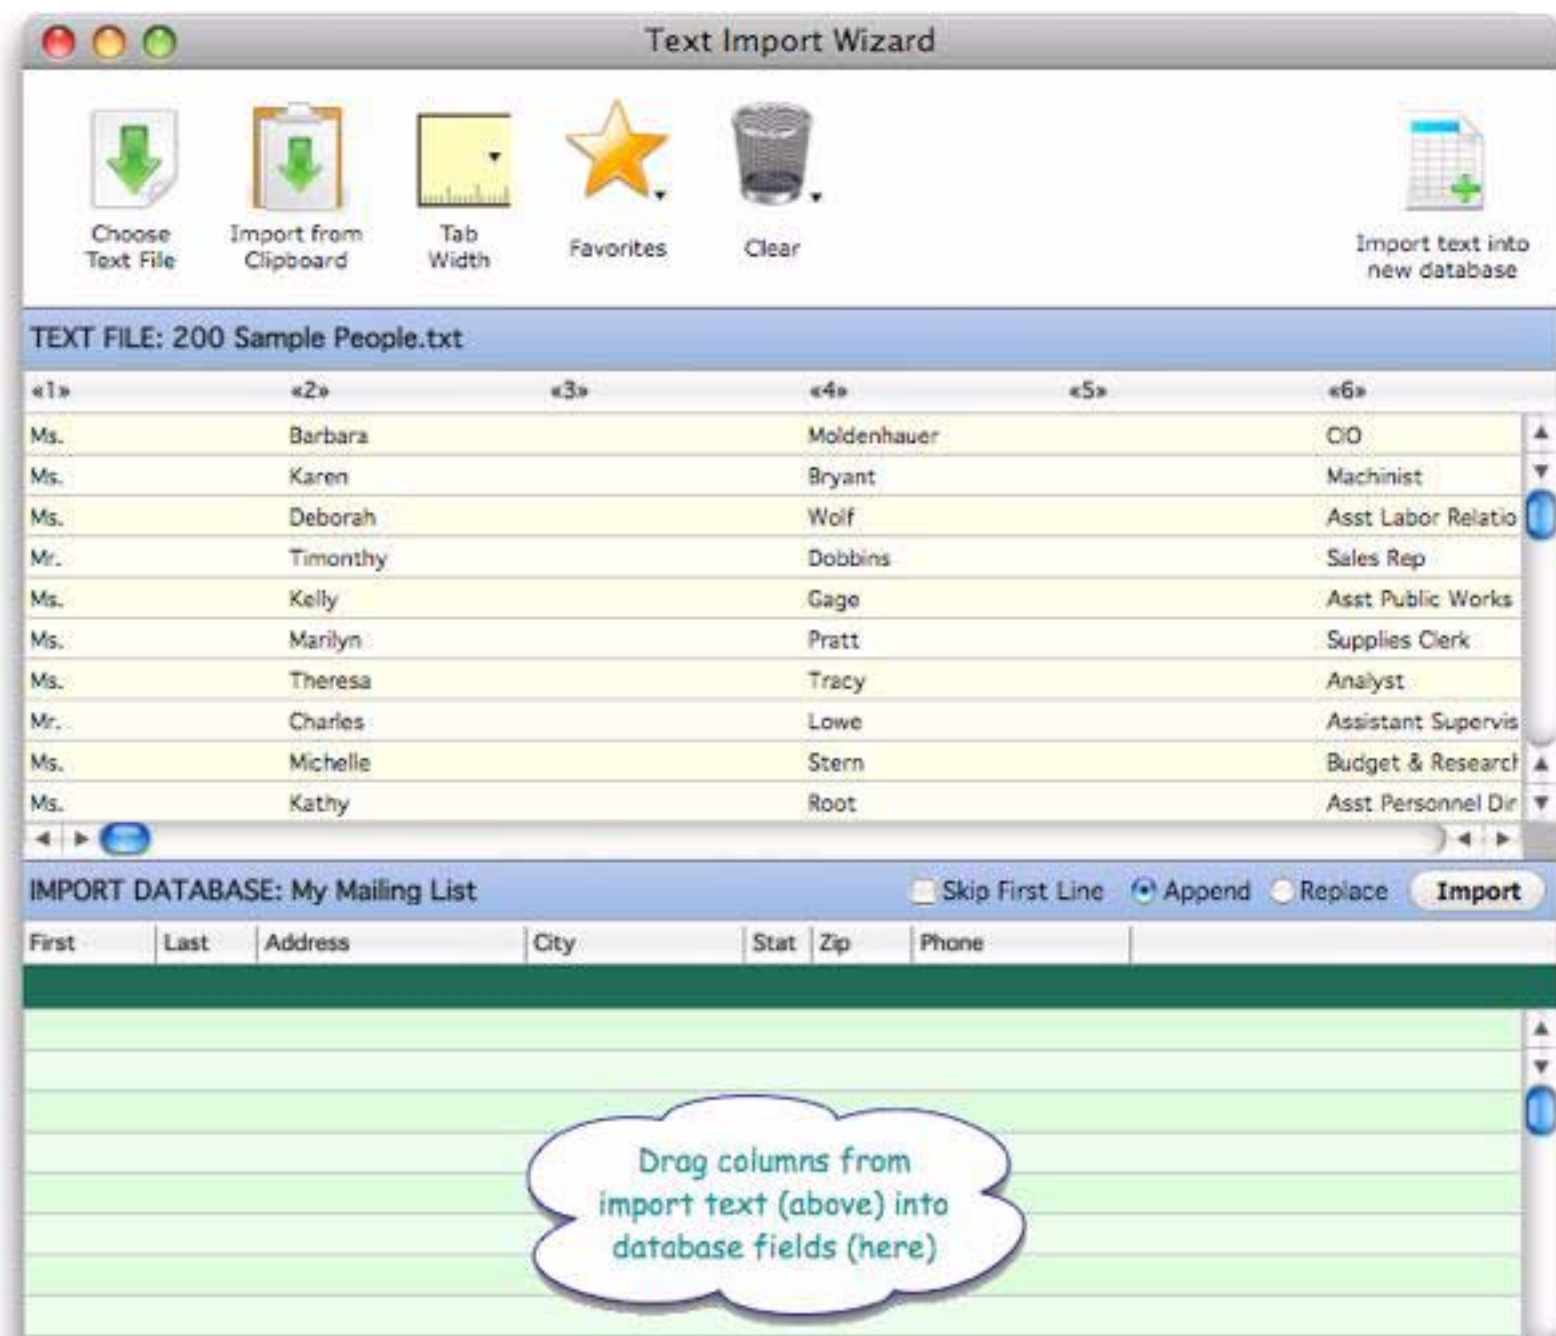 Text Import Wizard
Choose
Text File
Import from
Clipboard
Tab
Width
Favorites
Clear
Import text into
new database
TEXT FILE: 200 Sample People.txt
«1» «2» «3» «4» «5» «6»
Ms. Barbara Moldenhauer CIO
Ms. Karen Bryant Machinist
Ms. Deborah Wolf Asst Labor Relatio
Mr. Timonthy Dobbins Sales Rep
Ms. Kelly Gage Asst Public Works
Ms. Marilyn Pratt Supplies Clerk
Ms. Theresa Tracy Analyst
Mr. Charles Lowe Assistant Supervis
Ms. Michelle Stern Budget & Research
Ms. Kathy Root Asst Personnel Dir
IMPORT DATABASE: My Mailing List Skip First Line Append Replace Import
First Last Address City Stat Zip Phone
Drag columns from
import text (above) into
database fields (here)